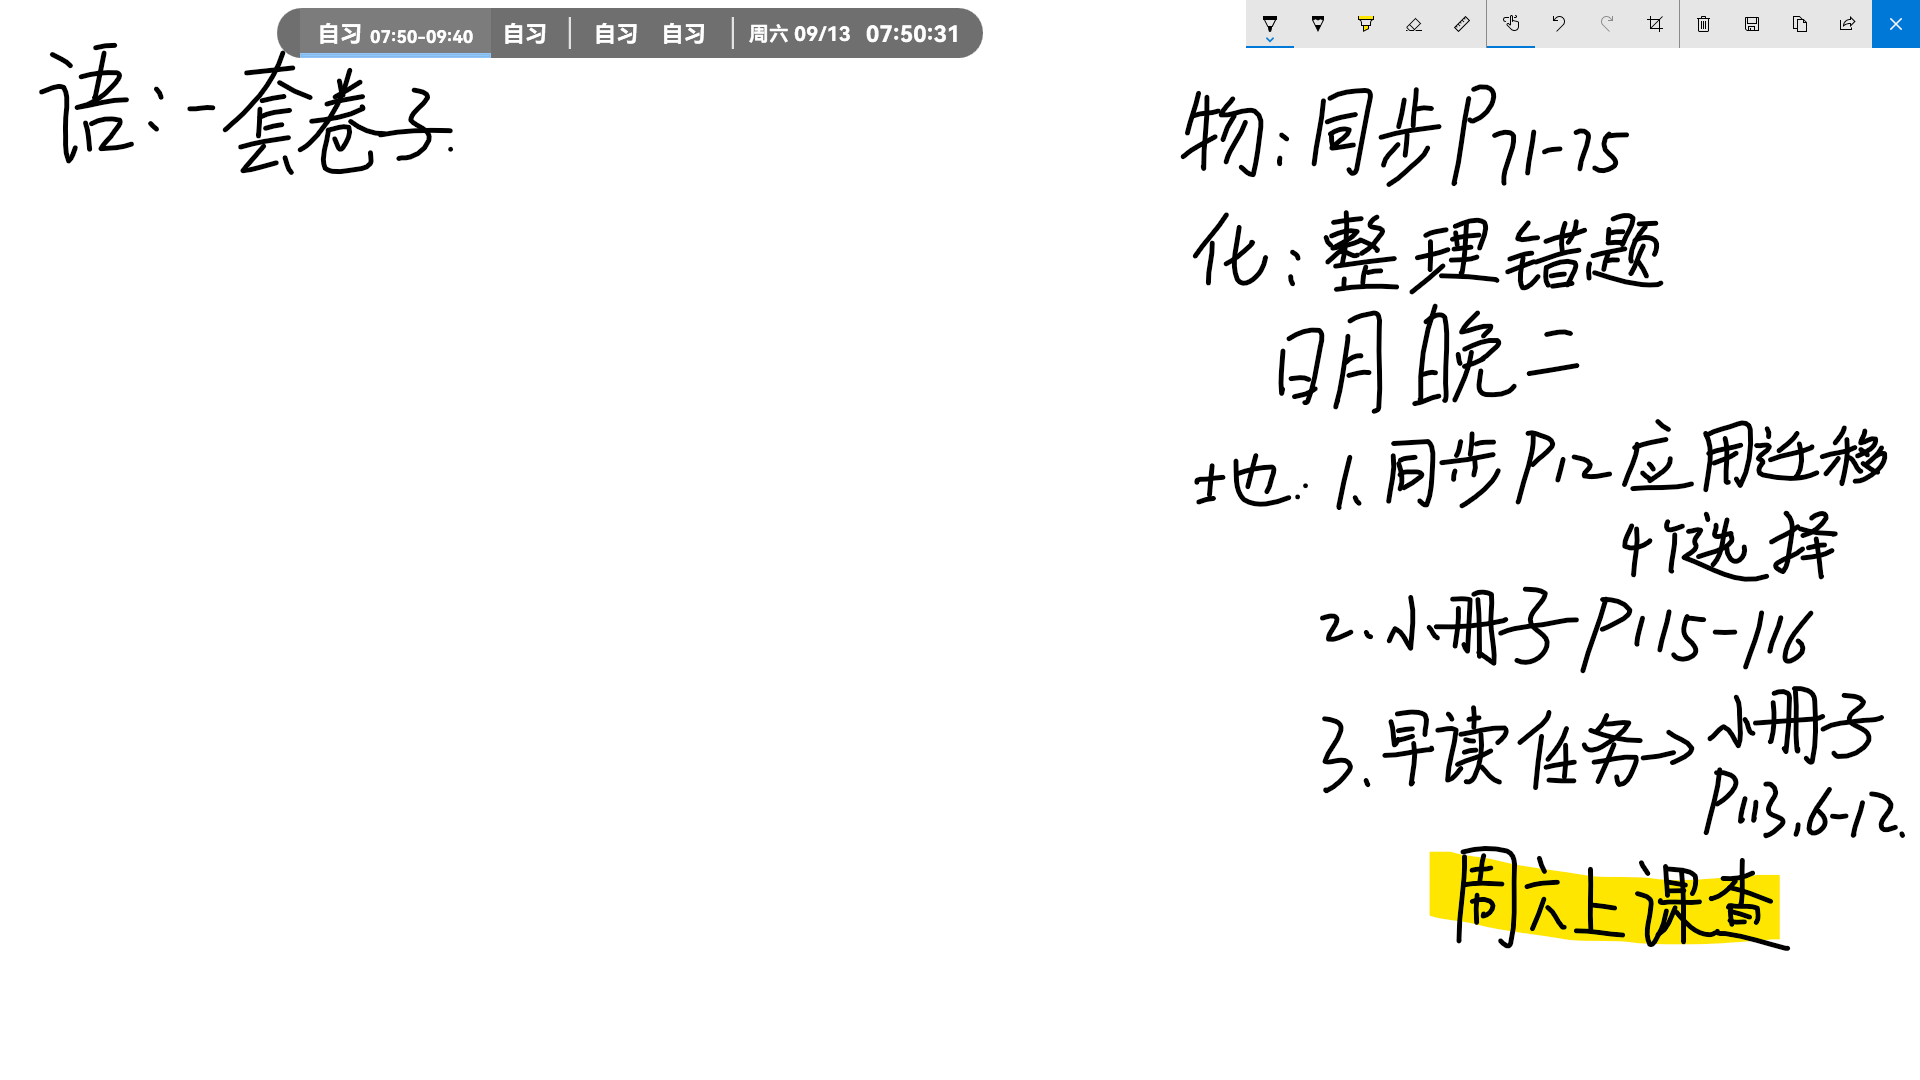 自习 07:50-09:40 自习 自习 自习 周六 09/13 07:50:31
语：一套卷子.
物：同步P71-75
化：整理错题
明晚二
地：1.同步P12应用迁移
4个选择
2.小册子P115-116
3.早读任务→小册子
P113,6-12.
周六上课查